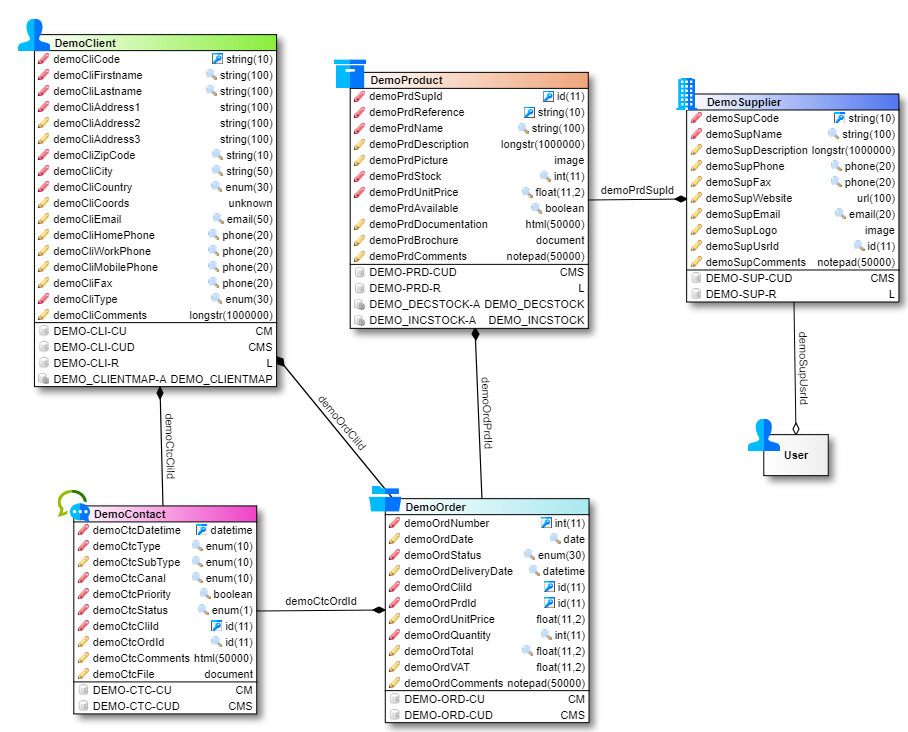 DemoClient
demoCliCode string(10)
demoCliFirstname string(100)
demoCliLastname string(100)
demoCliAddress1 string(100)
demoCliAddress2 string(100)
demoCliAddress3 string(100)
demoCliZipCode string(10)
demoCliCity string(50)
demoCliCountry enum(30)
demoCliCoords unknown
demoCliEmail email(50)
demoCliHomePhone phone(20)
demoCliWorkPhone phone(20)
demoCliMobilePhone phone(20)
demoCliFax phone(20)
demoCliType enum(30)
demoCliComments longstr(1000000)
DEMO-CLI-CU CM
DEMO-CLI-CUD CMS
DEMO-CLI-R L
DEMO_CLIENTMAP-A DEMO_CLIENTMAP
DemoProduct
demoPrdSupId id(11)
demoPrdReference string(10)
demoPrdName string(100)
demoPrdDescription longstr(1000000)
demoPrdPicture image
demoPrdStock int(11)
demoPrdUnitPrice float(11,2)
demoPrdAvailable boolean
demoPrdDocumentation html(50000)
demoPrdBrochure document
demoPrdComments notepad(50000)
DEMO-PRD-CUD CMS
DEMO-PRD-R L
DEMO_DECSTOCK-A DEMO_DECSTOCK
DEMO_INCSTOCK-A DEMO_INCSTOCK
demoPrdSupId
DemoSupplier
demoSupCode string(10)
demoSupName string(100)
demoSupDescription longstr(1000000)
demoSupPhone phone(20)
demoSupFax phone(20)
demoSupWebsite url(100)
demoSupEmail email(20)
demoSupLogo image
demoSupUsrId id(11)
demoSupComments notepad(50000)
DEMO-SUP-CUD CMS
DEMO-SUP-R L
demoSupUsrId
User
demoCtcCliId
demoOrdCliId
demoOrdPrdId
DemoContact
demoCtcDatetime datetime
demoCtcType enum(10)
demoCtcSubType enum(10)
demoCtcCanal enum(10)
demoCtcPriority boolean
demoCtcStatus enum(1)
demoCtcCliId id(11)
demoCtcOrdId id(11)
demoCtcComments html(50000)
demoCtcFile document
DEMO-CTC-CU CM
DEMO-CTC-CUD CMS
demoCtcOrdId
DemoOrder
demoOrdNumber int(11)
demoOrdDate date
demoOrdStatus enum(30)
demoOrdDeliveryDate datetime
demoOrdCliId id(11)
demoOrdPrdId id(11)
demoOrdUnitPrice float(11,2)
demoOrdQuantity int(11)
demoOrdTotal float(11,2)
demoOrdVAT float(11,2)
demoOrdComments notepad(50000)
DEMO-ORD-CU CM
DEMO-ORD-CUD CMS